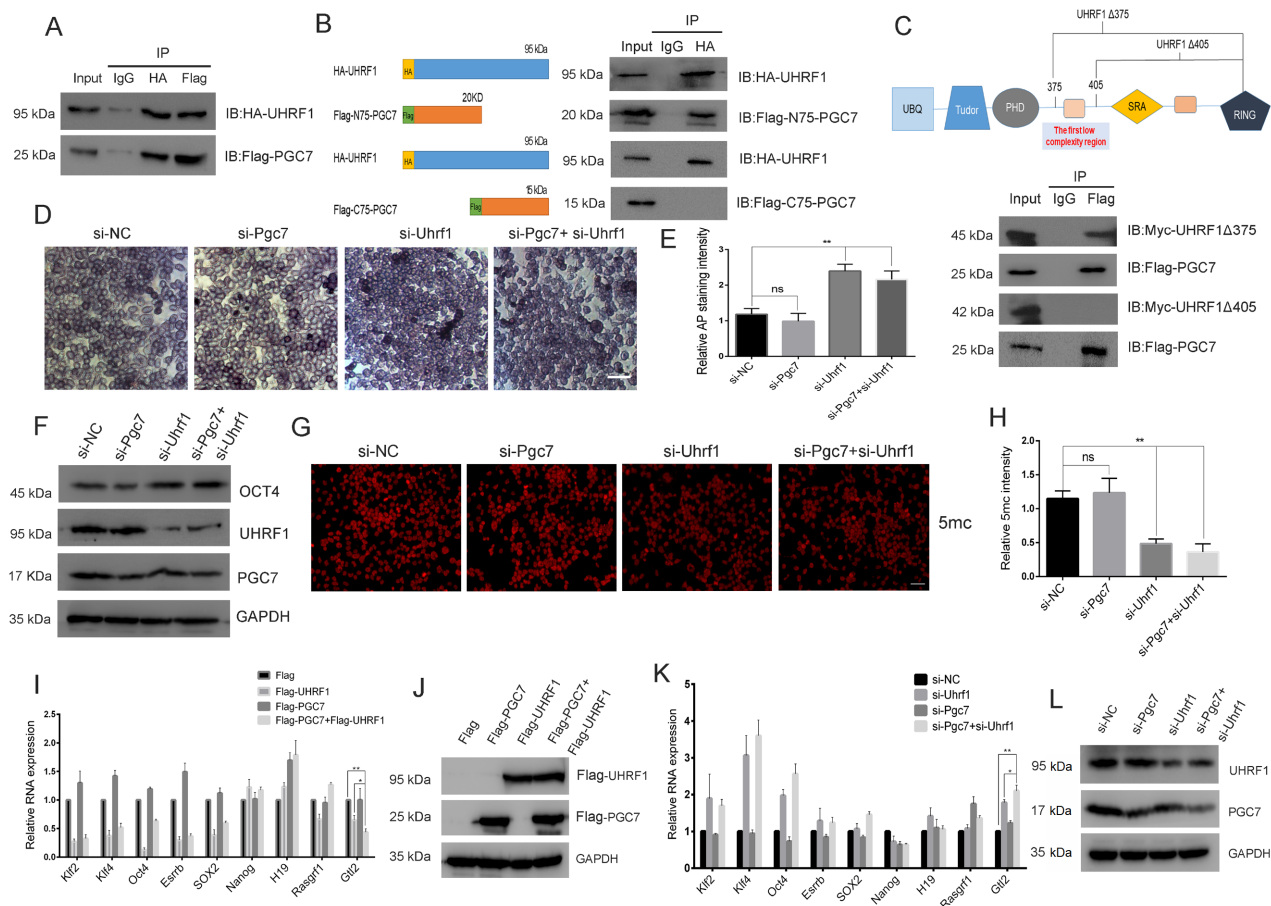 A
IP
Input
IgG
HA
Flag
95 kDa
IB:HA-UHRF1
25 kDa
IB:Flag-PGC7
B
95 kDa
HA-UHRF1
HA
20KD
Flag-N75-PGC7
Flag
95 kDa
HA-UHRF1
HA
15 kDa
Flag-C75-PGC7
Flag
IP
Input IgG HA
95 kDa
IB:HA-UHRF1
20 kDa
IB:Flag-N75-PGC7
95 kDa
IB:HA-UHRF1
15 kDa
IB:Flag-C75-PGC7
C
UHRF1 Δ375
UHRF1 Δ405
375
405
UBQ
Tudor
PHD
SRA
RING
The first low
complexity region
IP
Input IgG Flag
45 kDa
IB:Myc-UHRF1Δ375
25 kDa
IB:Flag-PGC7
42 kDa
IB:Myc-UHRF1Δ405
25 kDa
IB:Flag-PGC7
D
si-NC
si-Pgc7
si-Uhrf1
si-Pgc7+ si-Uhrf1
E
Relative AP staining intensity
3
2
1
0
ns
**
si-NC
si-Pgc7
si-Uhrf1
si-Pgc7+si-Uhrf1
F
si-NC
si-Pgc7
si-Uhrf1
si-Pgc7+
si-Uhrf1
45 kDa
OCT4
95 kDa
UHRF1
17 KDa
PGC7
35 kDa
GAPDH
G
si-NC
si-Pgc7
si-Uhrf1
si-Pgc7+si-Uhrf1
5mc
H
Relative 5mc intensity
2.0
1.5
1.0
0.5
0.0
ns
**
si-NC
si-Pgc7
si-Uhrf1
si-Pgc7+si-Uhrf1
I
Flag
Flag-UHRF1
Flag-PGC7
Flag-PGC7+Flag-UHRF1
Relative RNA expression
2.0
1.5
1.0
0.5
0.0
**
*
Klf2
Klf4
Oct4
Esrrb
SOX2
Nanog
H19
Rasgrf1
Gtl2
J
Flag
Flag-PGC7
Flag-UHRF1
Flag-PGC7+
Flag-UHRF1
95 kDa
Flag-UHRF1
25 kDa
Flag-PGC7
35 kDa
GAPDH
K
si-NC
si-Uhrf1
si-Pgc7
si-Pgc7+si-Uhrf1
Relative RNA expression
5
4
3
2
1
0
**
*
Klf2
Klf4
Oct4
Esrrb
SOX2
Nanog
H19
Rasgrf1
Gtl2
L
si-NC
si-Pgc7
si-Uhrf1
si-Pgc7+
si-Uhrf1
95 kDa
UHRF1
17 kDa
PGC7
35 kDa
GAPDH